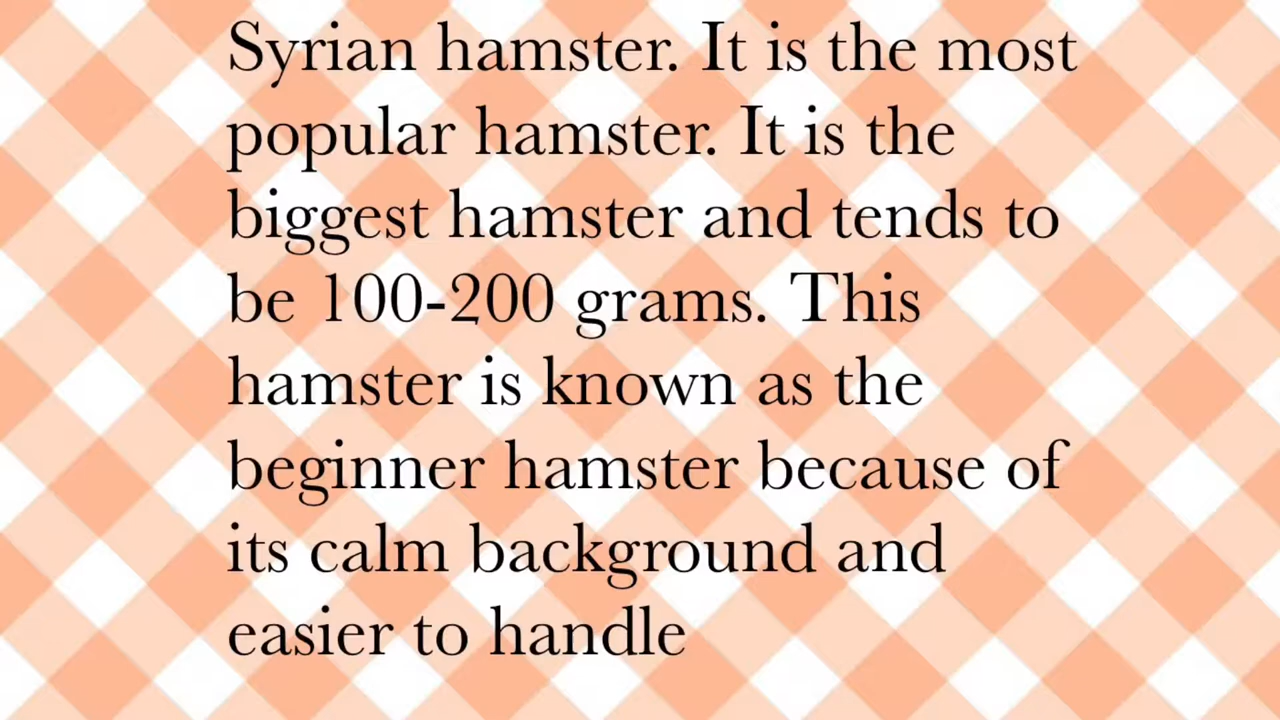 Syrian hamster. It is the most
popular hamster. It is the
biggest hamster and tends to
be 100-200 grams. This
hamster is known as the
beginner hamster because of
its calm background and
easier to handle